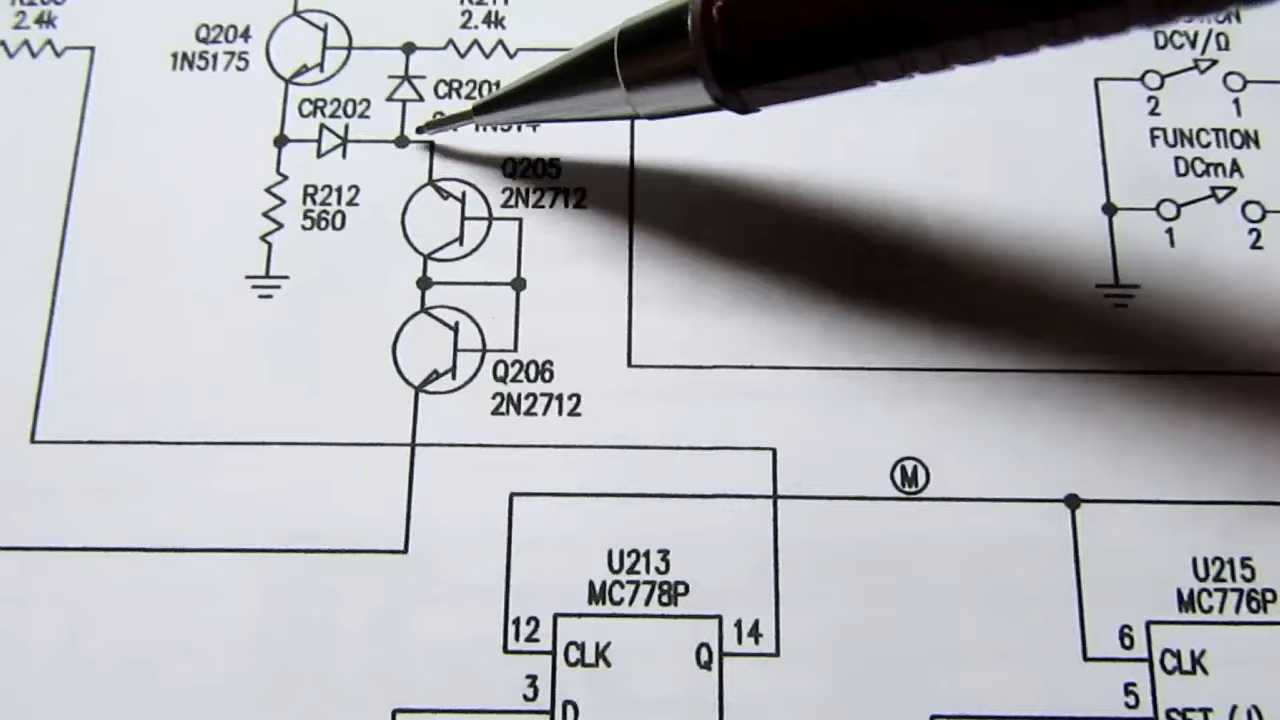 2.4k
Q204
1N5175
2.4k
CR201
CR202
R212
560
Q205
2N2712
Q206
2N2712
DCV/Ω
2
1
FUNCTION
DCmA
1
2
M
U213
MC778P
12
CLK
Q
14
3
D
U215
MC776P
6
CLK
5